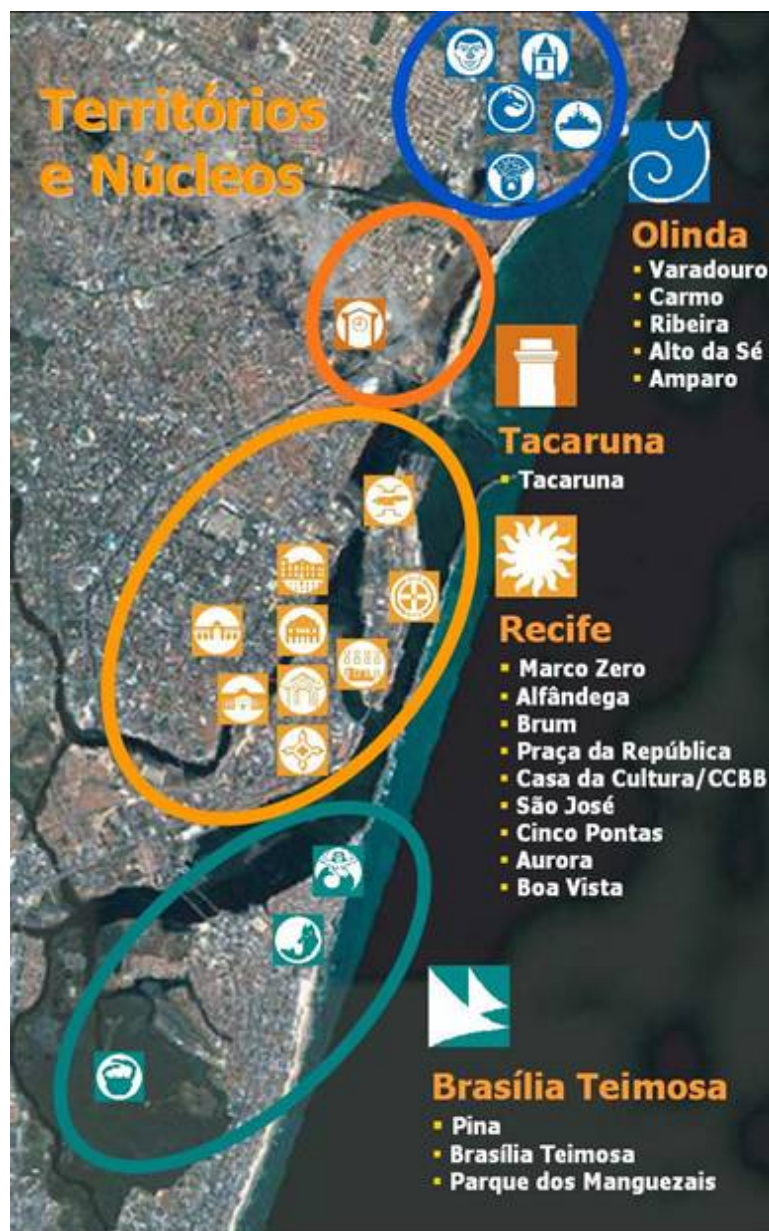 Territórios
e Núcleos
Olinda
Varadouro
Carmo
Ribeira
Alto da Sé
Amparo
Tacaruna
Tacaruna
Recife
Marco Zero
Alfândega
Brum
Praça da República
Casa da Cultura/CCBB
São José
Cinco Pontas
Aurora
Boa Vista
Brasília Teimosa
Pina
Brasília Teimosa
Parque dos Manguezais